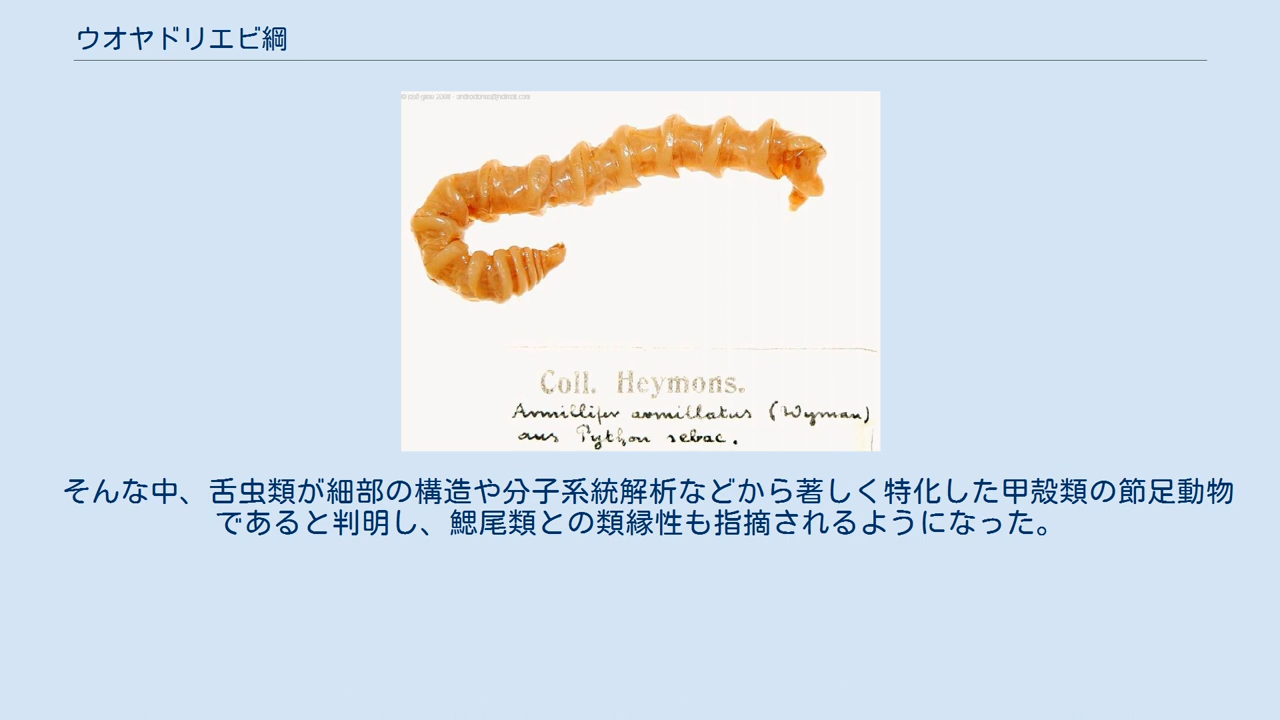 ウオヤドリエビ綱
Coll. Heymons.
Armillifer armillatus (Wyman)
aus Python sebae.
そんな中、舌虫類が細部の構造や分子系統解析などから著しく特化した甲殻類の節足動物
であると判明し、鰓尾類との類縁性も指摘されるようになった。